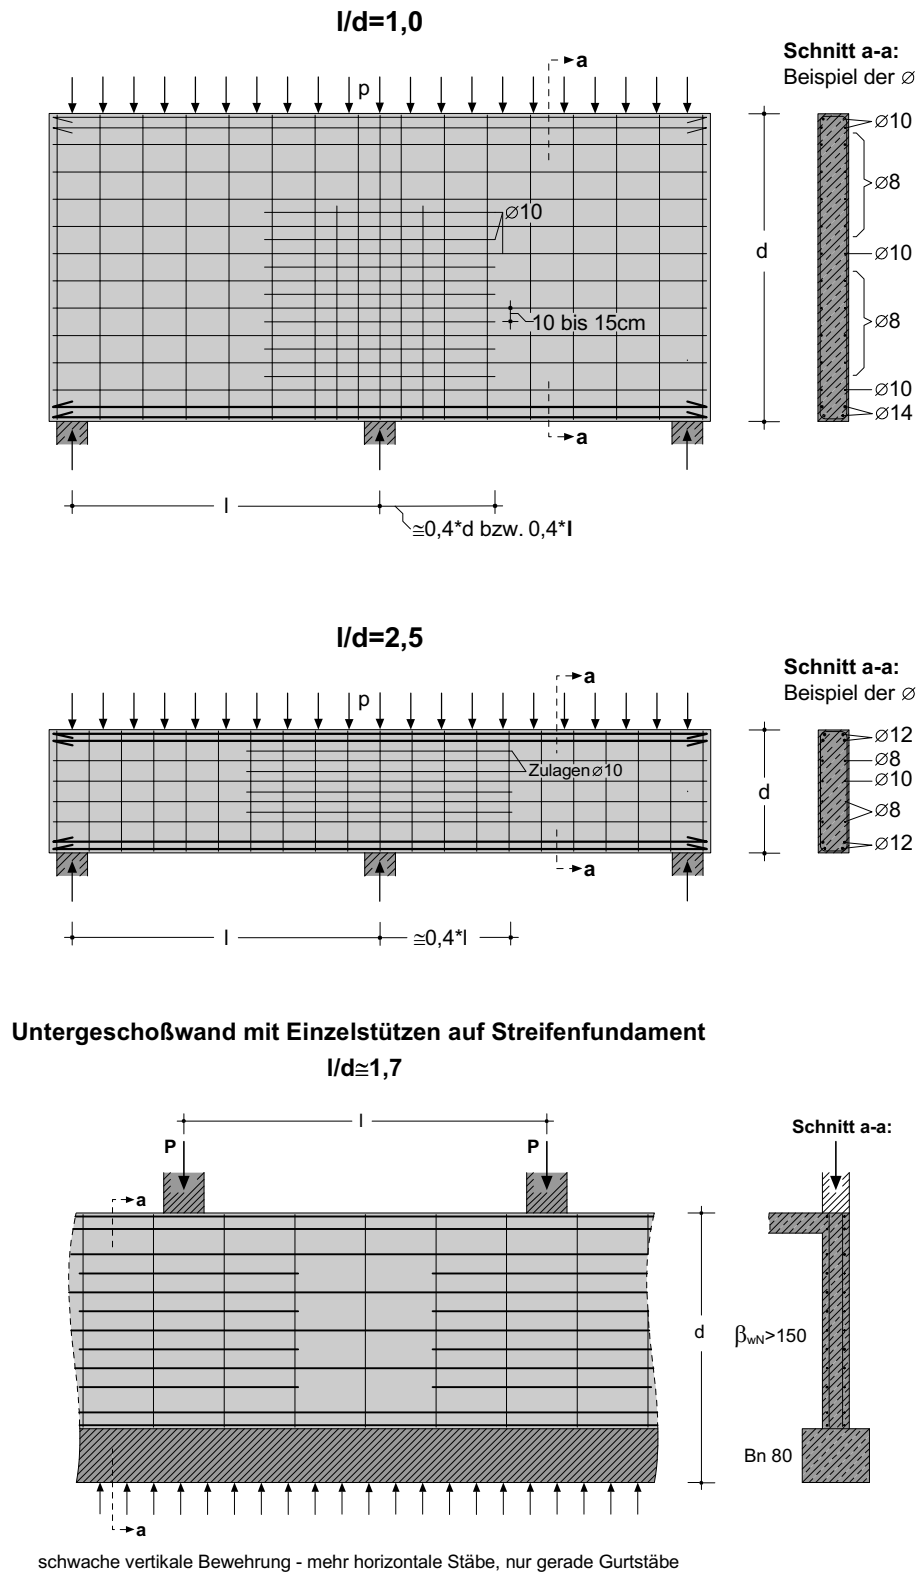 l/d=1,0
a
Schnitt a-a:
Beispiel der ∅
p
∅10
∅8
∅10
d
∅10
10 bis 15cm
∅8
∅10
∅14
a
l
≅0,4*d bzw. 0,4*l
l/d=2,5
a
Schnitt a-a:
Beispiel der ∅
p
∅12
∅8
Zulagen∅10
∅10
d
∅8
∅12
a
l
≅0,4*l
Untergeschoßwand mit Einzelstützen auf Streifenfundament
l/d≅1,7
l
Schnitt a-a:
P
P
a
d
βwN>150
Bn 80
a
schwache vertikale Bewehrung - mehr horizontale Stäbe, nur gerade Gurtstäbe